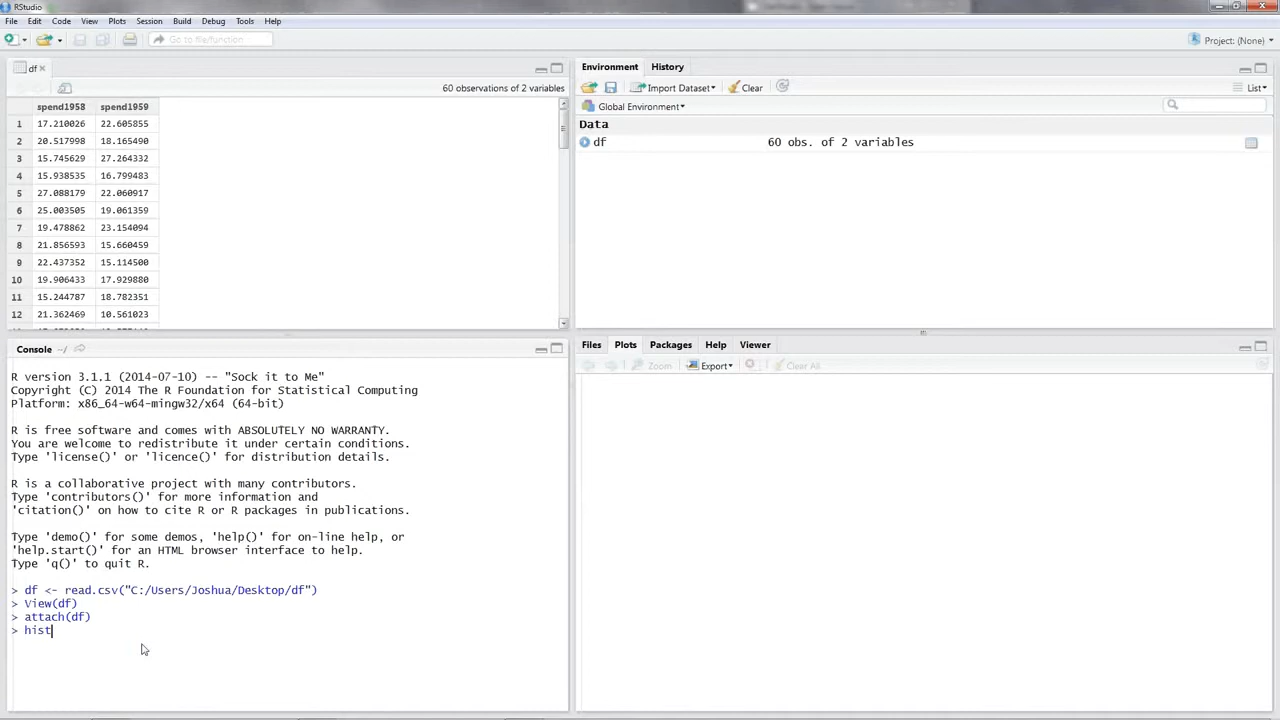 RStudio
File Edit Code View Plots Session Build Debug Tools Help
Go to file/function
Project: (None)
df
60 observations of 2 variables
spend1958 spend1959
1 17.210026 22.605855
2 20.517998 18.165490
3 15.745629 27.264332
4 15.938535 16.799483
5 27.088179 22.060917
6 25.003505 19.061359
7 19.478862 23.154094
8 21.856593 15.660459
9 22.437352 15.114500
10 19.906433 17.929880
11 15.244787 18.782351
12 21.362469 10.561023
Environment History
Import Dataset Clear List
Global Environment
Data
df 60 obs. of 2 variables
Console ~/
R version 3.1.1 (2014-07-10) -- "Sock it to Me"
Copyright (C) 2014 The R Foundation for Statistical Computing
Platform: x86_64-w64-mingw32/x64 (64-bit)
R is free software and comes with ABSOLUTELY NO WARRANTY.
You are welcome to redistribute it under certain conditions.
Type 'license()' or 'licence()' for distribution details.
R is a collaborative project with many contributors.
Type 'contributors()' for more information and
'citation()' on how to cite R or R packages in publications.
Type 'demo()' for some demos, 'help()' for on-line help, or
'help.start()' for an HTML browser interface to help.
Type 'q()' to quit R.
> df <- read.csv("C:/Users/Joshua/Desktop/df")
> View(df)
> attach(df)
> hist
Files Plots Packages Help Viewer
Zoom Export Clear All